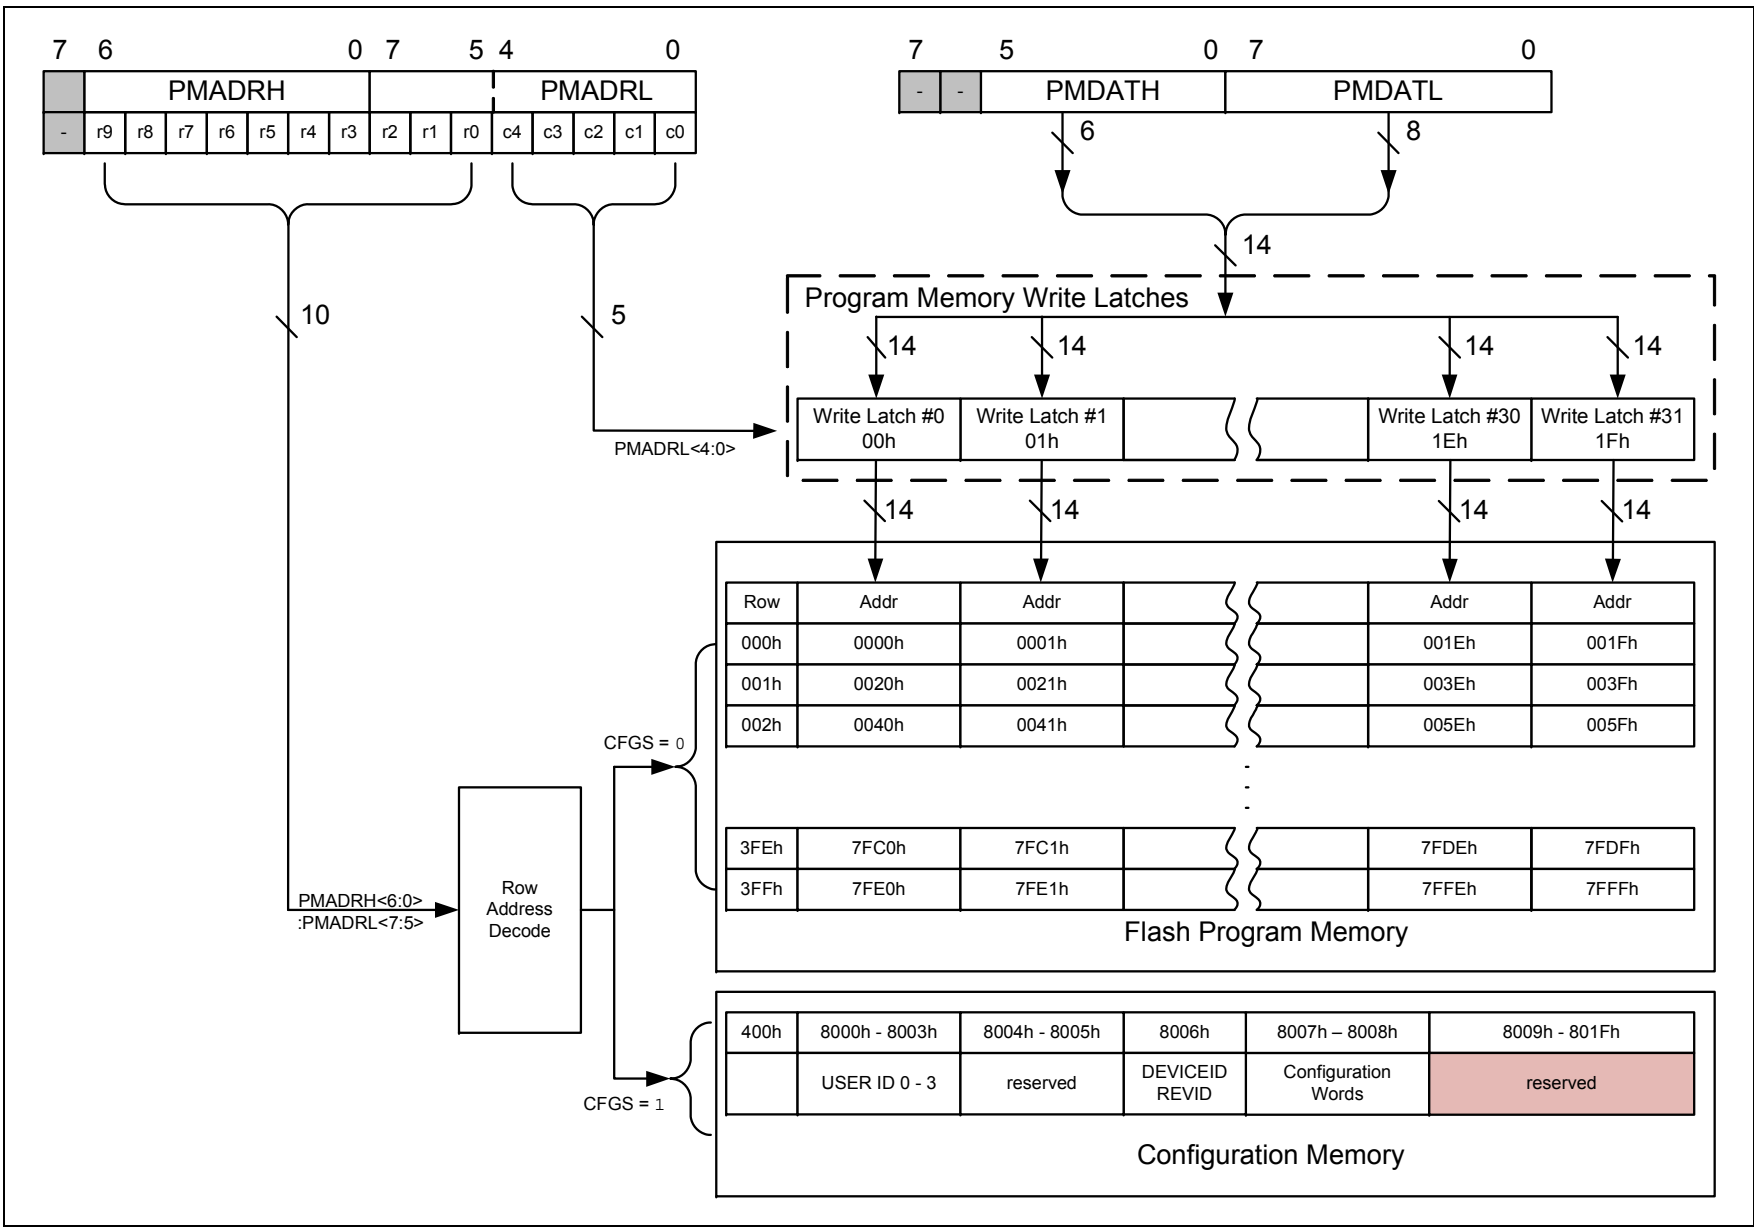 7 6 0 7 5 4 0
PMADRH PMADRL
- r9 r8 r7 r6 r5 r4 r3 r2 r1 r0 c4 c3 c2 c1 c0
7 5 0 7 0
- - PMDATH PMDATL
6 8
14
10
5
Program Memory Write Latches
14 14 14 14
Write Latch #0 Write Latch #1 Write Latch #30 Write Latch #31
00h 01h 1Eh 1Fh
PMADRL<4:0>
14 14 14 14
Row Addr Addr Addr Addr
000h 0000h 0001h 001Eh 001Fh
001h 0020h 0021h 003Eh 003Fh
002h 0040h 0041h 005Eh 005Fh
CFGS = 0
3FEh 7FC0h 7FC1h 7FDEh 7FDFh
3FFh 7FE0h 7FE1h 7FFEh 7FFFh
Flash Program Memory
PMADRH<6:0>
:PMADRL<7:5>
Row
Address
Decode
400h 8000h - 8003h 8004h - 8005h 8006h 8007h – 8008h 8009h - 801Fh
USER ID 0 - 3 reserved DEVICEID Configuration reserved
REVID Words
CFGS = 1
Configuration Memory